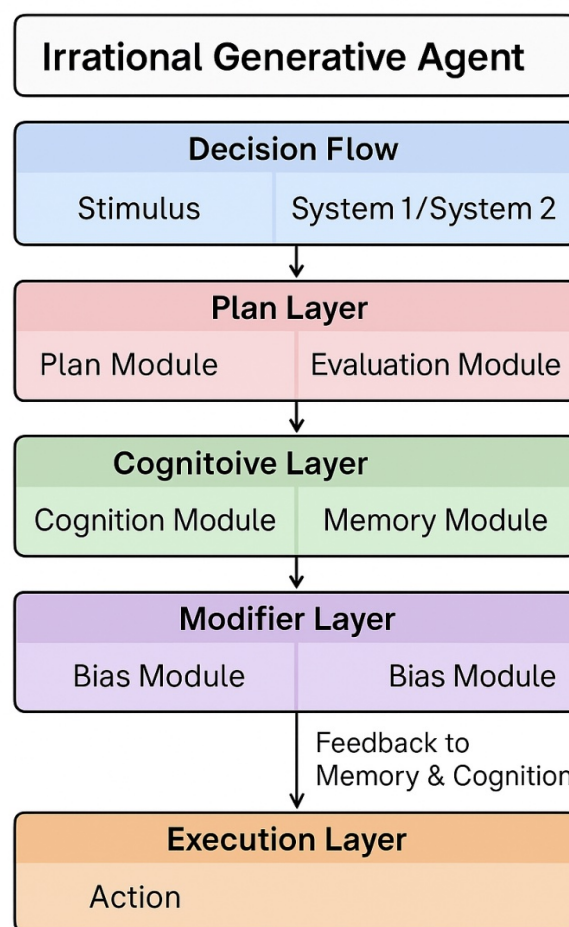 Irrational Generative Agent
Decision Flow
Stimulus
System 1/System 2
Plan Layer
Plan Module
Evaluation Module
Cognitoive Layer
Cognition Module
Memory Module
Modifier Layer
Bias Module
Bias Module
Feedback to
Memory & Cognition
Execution Layer
Action